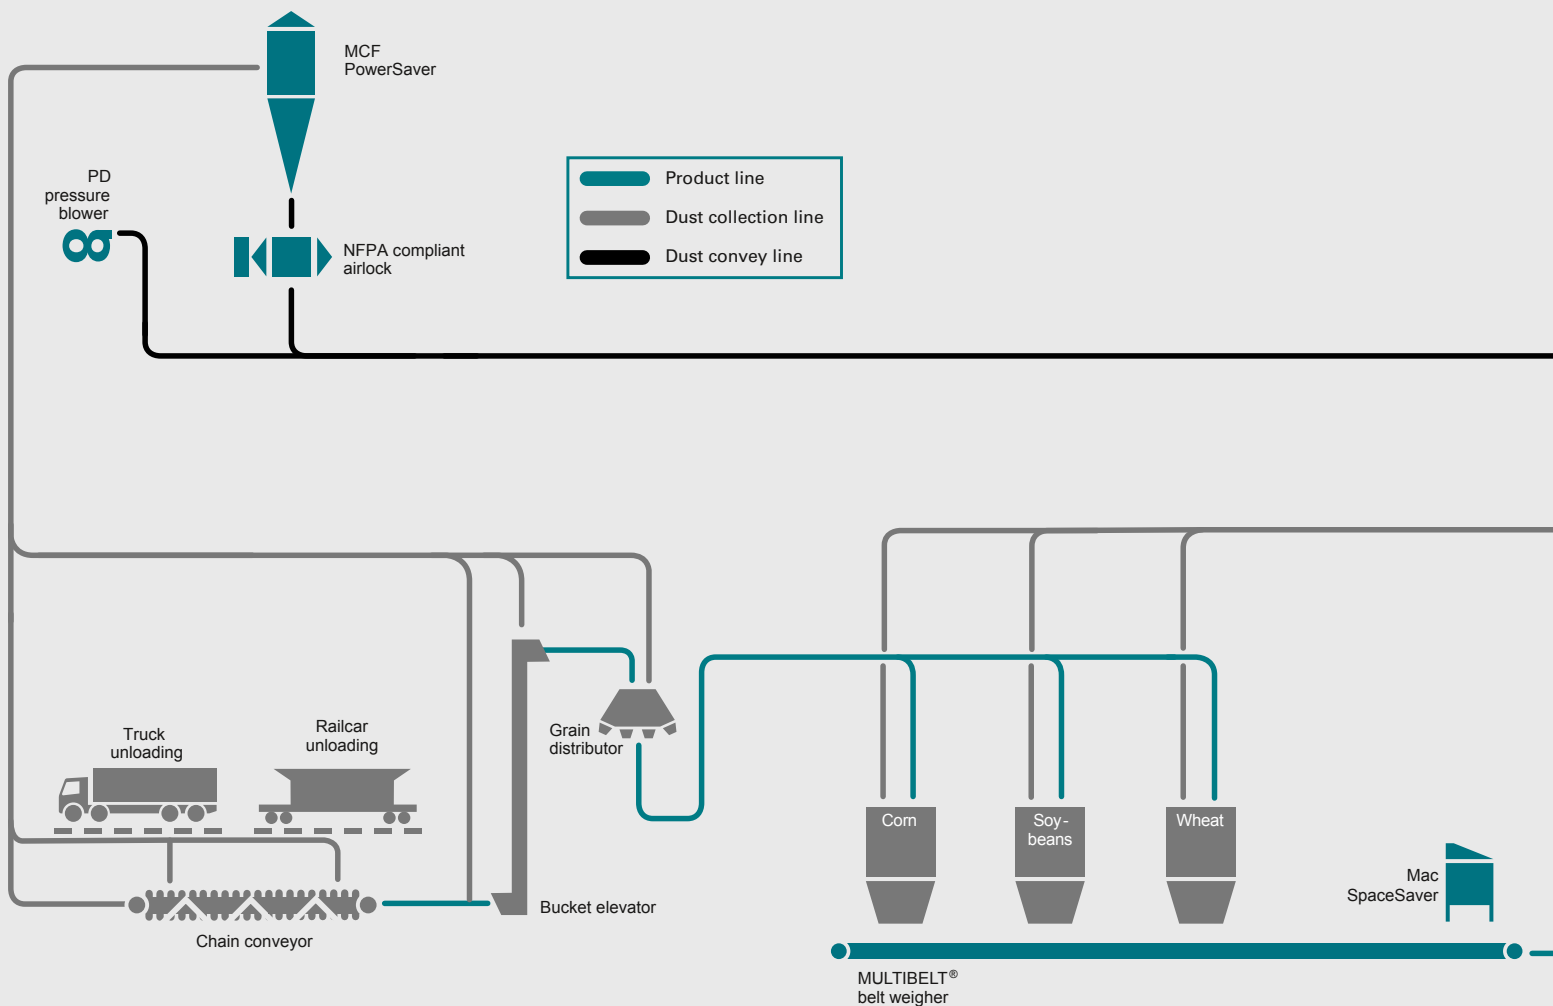 MCF
PowerSaver
PD
pressure
blower
NFPA compliant
airlock
Product line
Dust collection line
Dust convey line
Truck
unloading
Railcar
unloading
Grain
distributor
Corn
Soy-
beans
Wheat
Mac
SpaceSaver
Bucket elevator
Chain conveyor
MULTIBELT®
belt weigher